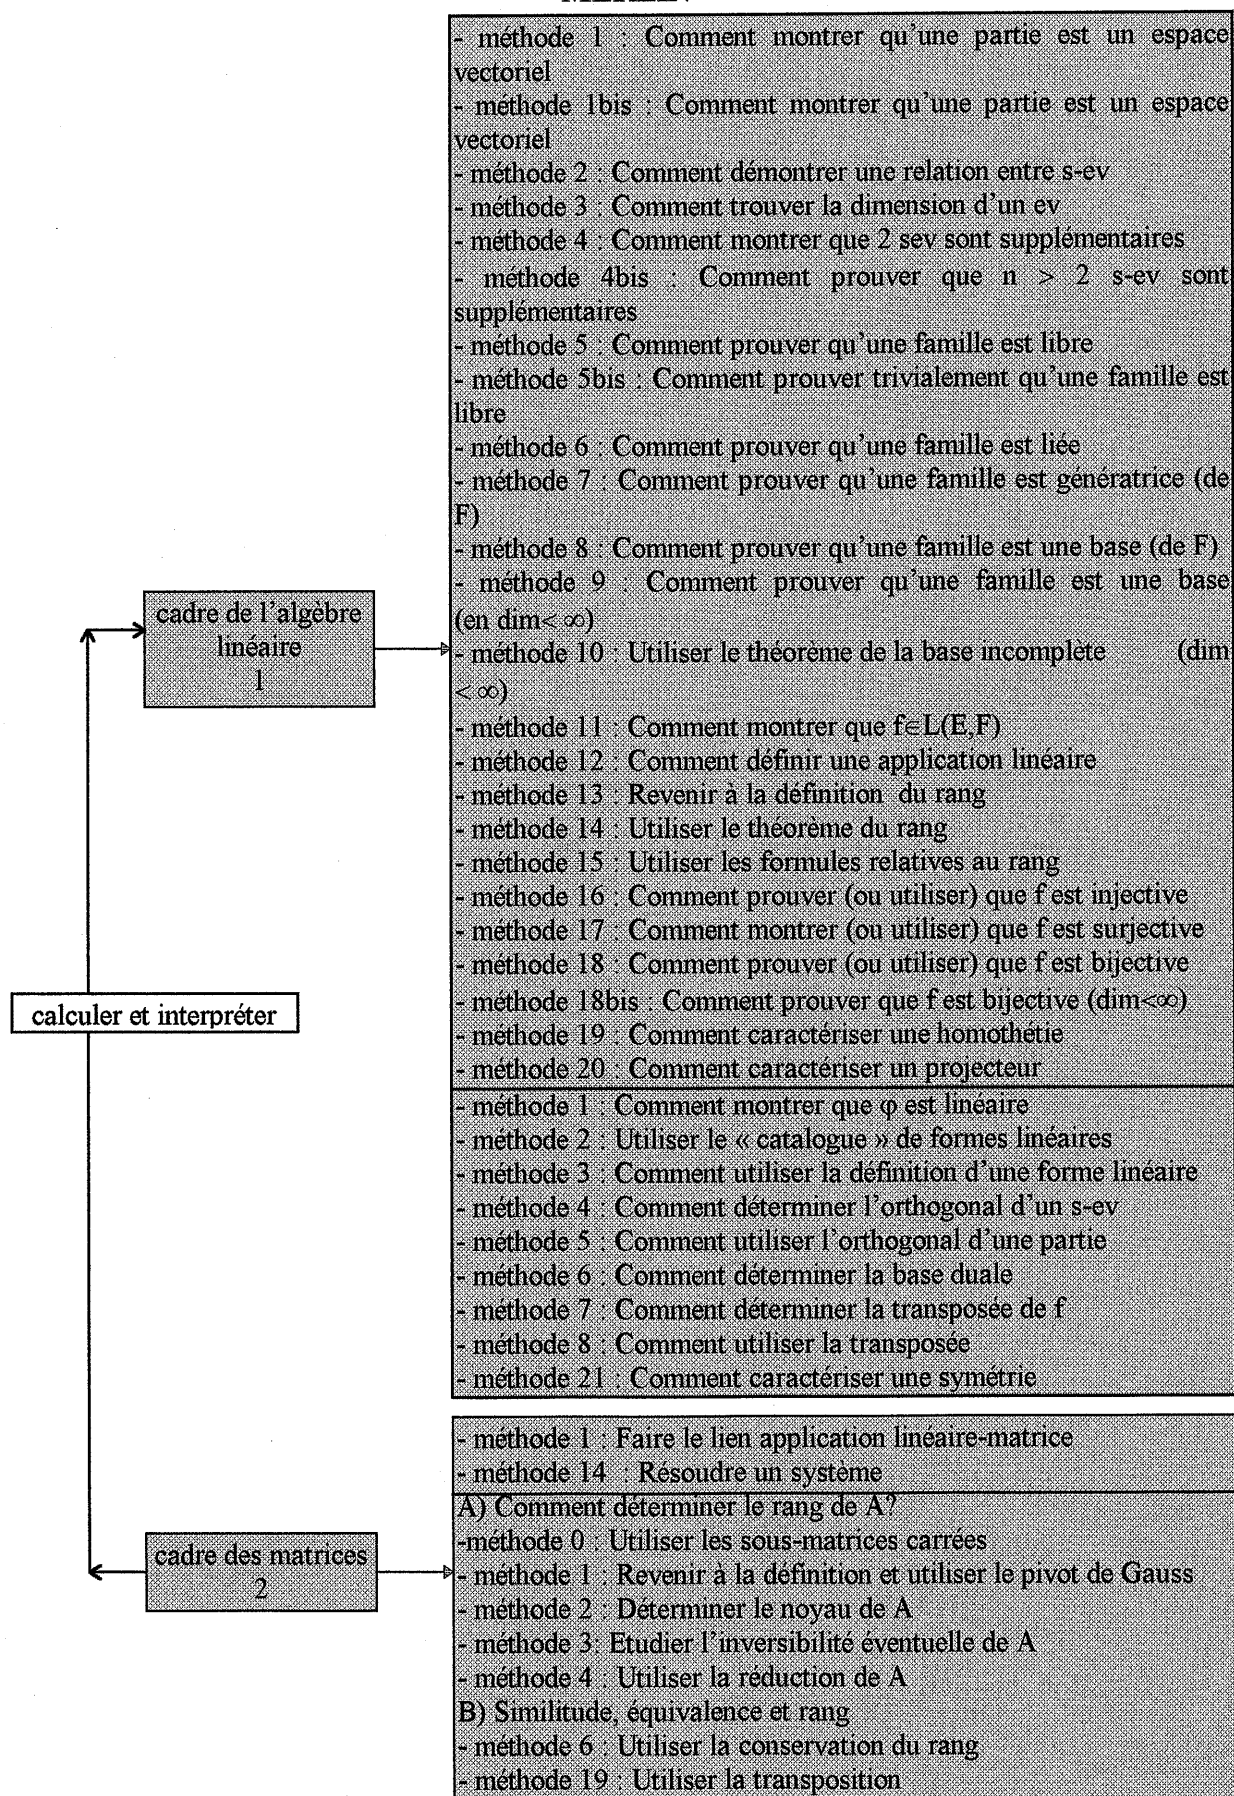 - méthode 1 : Comment montrer qu'une partie est un espace
vectoriel
- méthode 1bis : Comment montrer qu'une partie est un espace
vectoriel
- méthode 2 : Comment démontrer une relation entre s-ev
- méthode 3 : Comment trouver la dimension d'un ev
- méthode 4 : Comment montrer que 2 sev sont supplémentaires
- méthode 4bis : Comment prouver que n > 2 s-ev sont
supplémentaires
- méthode 5 : Comment prouver qu'une famille est libre
- méthode 5bis : Comment prouver trivialement qu'une famille est
libre
- méthode 6 : Comment prouver qu'une famille est liée
- méthode 7 : Comment prouver qu'une famille est génératrice (de
F)
- méthode 8 : Comment prouver qu'une famille est une base (de F)
- méthode 9 : Comment prouver qu'une famille est une base
(en dim< ∞)
- méthode 10 : Utiliser le théorème de la base incomplète (dim
< ∞)
- méthode 11 : Comment montrer que f∈L(E,F)
- méthode 12 : Comment définir une application linéaire
- méthode 13 : Revenir à la définition du rang
- méthode 14 : Utiliser le théorème du rang
- méthode 15 : Utiliser les formules relatives au rang
- méthode 16 : Comment prouver (ou utiliser) que f est injective
- méthode 17 : Comment montrer (ou utiliser) que f est surjective
- méthode 18 : Comment prouver (ou utiliser) que f est bijective
- méthode 18bis : Comment prouver que f est bijective (dim<∞)
- méthode 19 : Comment caractériser une homothétie
- méthode 20 : Comment caractériser un projecteur
cadre de l'algèbre
linéaire
1
calculer et interpréter
- méthode 1 : Comment montrer que φ est linéaire
- méthode 2 : Utiliser le « catalogue » de formes linéaires
- méthode 3 : Comment utiliser la définition d'une forme linéaire
- méthode 4 : Comment déterminer l'orthogonal d'un s-ev
- méthode 5 : Comment utiliser l'orthogonal d'une partie
- méthode 6 : Comment déterminer la base duale
- méthode 7 : Comment déterminer la transposée de f
- méthode 8 : Comment utiliser la transposée
- méthode 21 : Comment caractériser une symétrie
- méthode 1 : Faire le lien application linéaire-matrice
- méthode 14 : Résoudre un système
cadre des matrices
2
A) Comment déterminer le rang de A?
-méthode 0 : Utiliser les sous-matrices carrées
- méthode 1 : Revenir à la définition et utiliser le pivot de Gauss
- méthode 2 : Déterminer le noyau de A
- méthode 3: Etudier l'inversibilité éventuelle de A
- méthode 4 : Utiliser la réduction de A
B) Similitude, équivalence et rang
- méthode 6 : Utiliser la conservation du rang
- méthode 19 : Utiliser la transposition